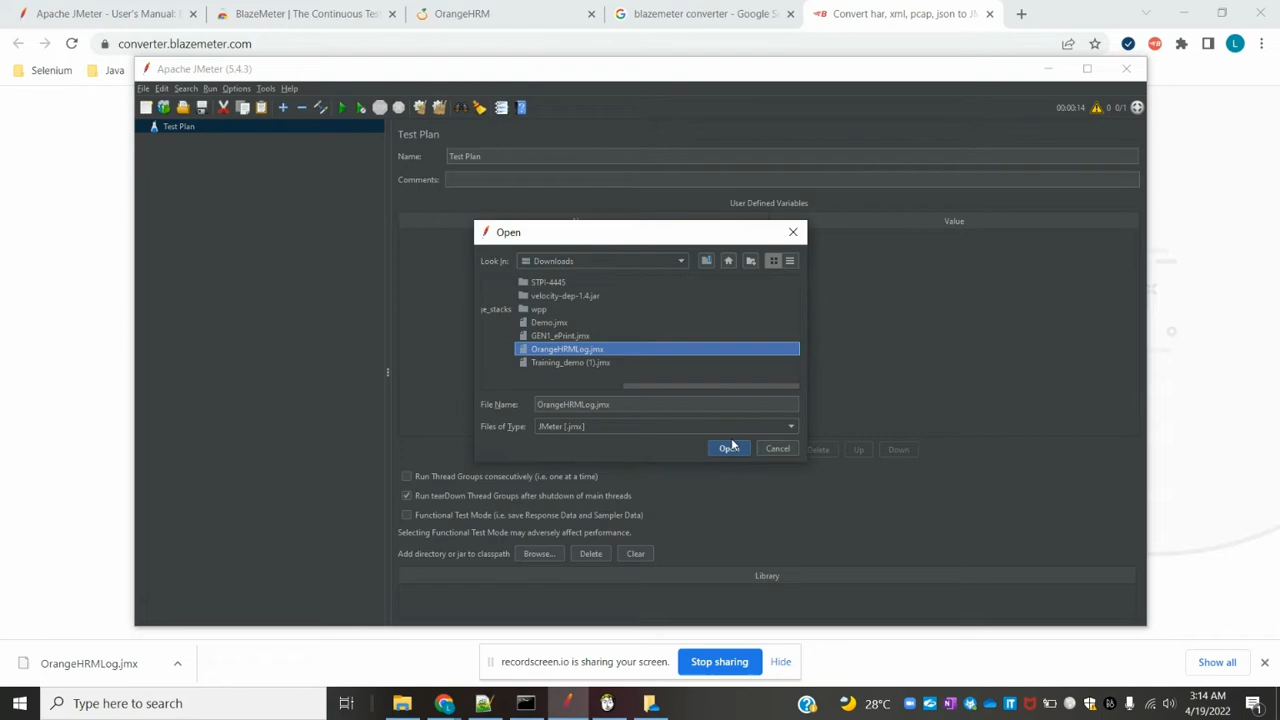 Apache JMeter - User's Manual: E
BlazeMeter | The Continuous Test
OrangeHRM
blazemeter converter - Google Se
Convert har, xml, pcap, json to JM
converter.blazemeter.com
L
Selenium
Java
Apache JMeter (5.4.3)
File Edit Search Run Options Tools Help
00:00:14 0 0/1
Test Plan
Test Plan
Name: Test Plan
Comments:
User Defined Variables
Value
Open
Look In: Downloads
STPI-4445
velocity-dep-1.4.jar
ge_stacks wpp
Demo.jmx
GEN1_ePrint.jmx
OrangeHRMLog.jmx
Training_demo (1).jmx
File Name: OrangeHRMLog.jmx
Files of Type: JMeter [.jmx]
Open Cancel
Delete Up Down
Run Thread Groups consecutively (i.e. one at a time)
Run tearDown Thread Groups after shutdown of main threads
Functional Test Mode (i.e. save Response Data and Sampler Data)
Selecting Functional Test Mode may adversely affect performance.
Add directory or jar to classpath Browse... Delete Clear
Library
OrangeHRMLog.jmx
recordscreen.io is sharing your screen. Stop sharing Hide
Show all
Type here to search
28°C
3:14 AM
4/19/2022